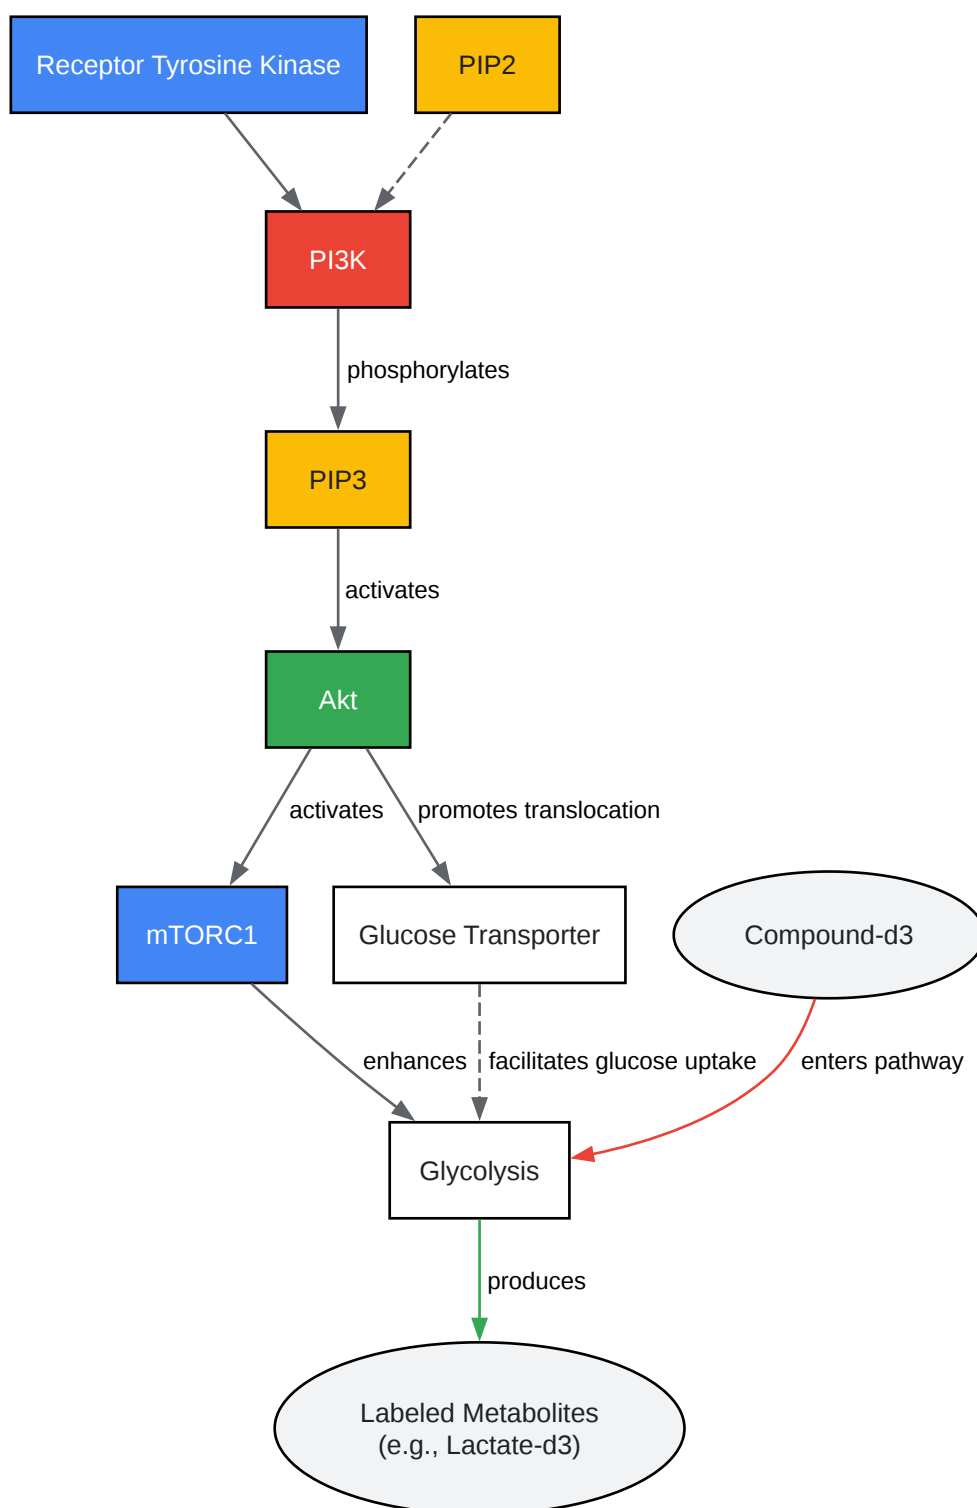 Receptor Tyrosine Kinase
PIP2
PI3K
phosphorylates
PIP3
activates
Akt
activates
promotes translocation
mTORC1
Glucose Transporter
Compound-d3
enhances
facilitates glucose uptake
enters pathway
Glycolysis
produces
Labeled Metabolites
(e.g., Lactate-d3)